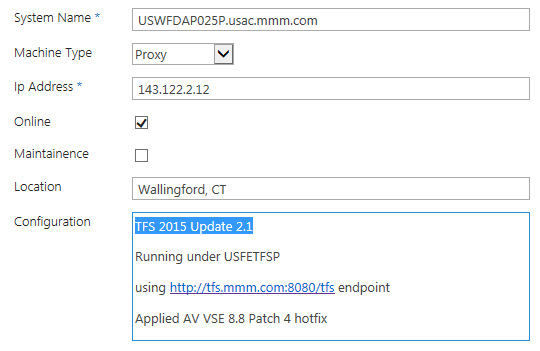 System Name * USWFDAP025P.usac.mmm.com
Machine Type Proxy
Ip Address * 143.122.2.12
Online
Maintainence
Location Wallingford, CT
Configuration TFS 2015 Update 2.1
Running under USFETFSP
using http://tfs.mmm.com:8080/tfs endpoint
Applied AV VSE 8.8 Patch 4 hotfix